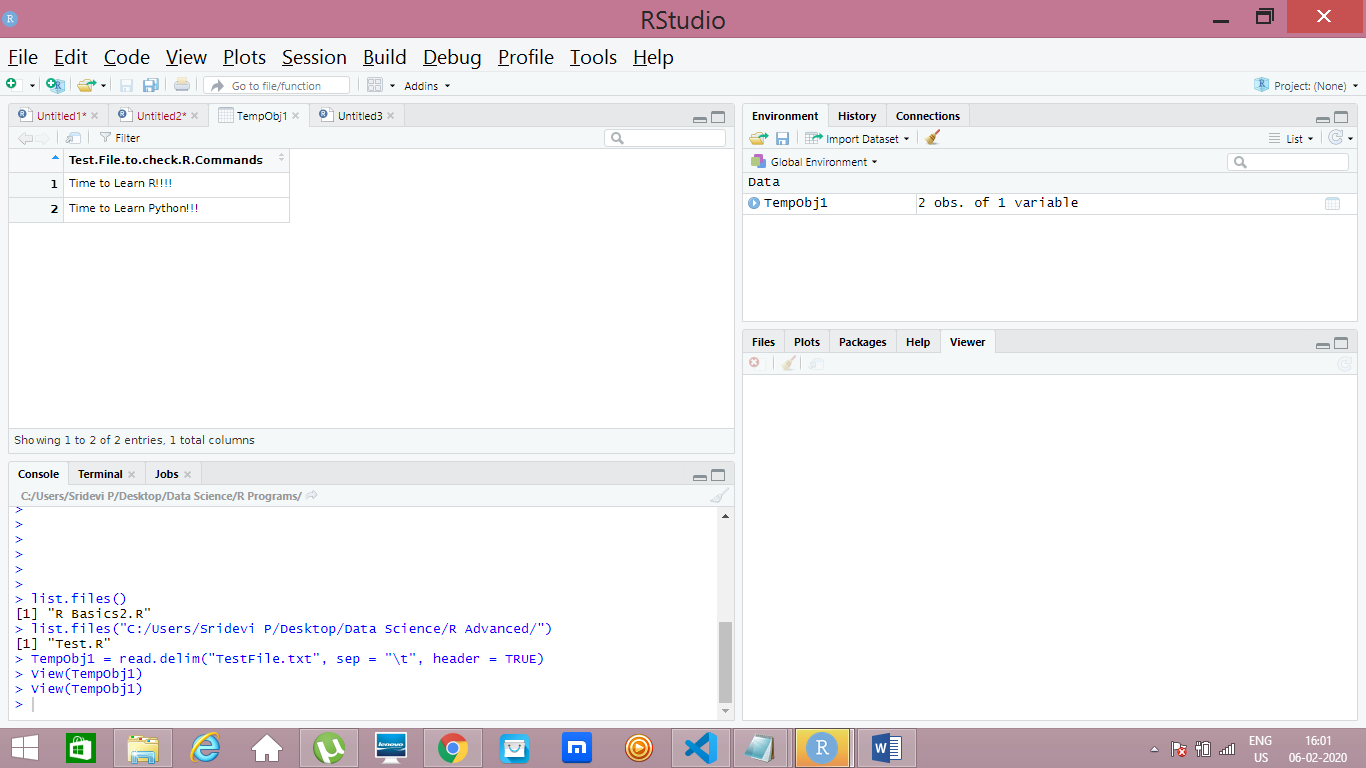 RStudio
File Edit Code View Plots Session Build Debug Profile Tools Help
Go to file/function
Addins
Project: (None)
Untitled1*
Untitled2*
TempObj1
Untitled3
Filter
Test.File.to.check.R.Commands
1 Time to Learn R!!!!
2 Time to Learn Python!!!
Showing 1 to 2 of 2 entries, 1 total columns
Console
Terminal
Jobs
C:/Users/Sridevi P/Desktop/Data Science/R Programs/
>
>
>
>
>
>
> list.files()
[1] "R Basics2.R"
> list.files("C:/Users/Sridevi P/Desktop/Data Science/R Advanced/")
[1] "Test.R"
> TempObj1 = read.delim("TestFile.txt", sep = "\t", header = TRUE)
> View(TempObj1)
> View(TempObj1)
>
Environment
History
Connections
Import Dataset
List
Global Environment
Data
TempObj1 2 obs. of 1 variable
Files
Plots
Packages
Help
Viewer
lenovo
ENG
US
16:01
06-02-2020